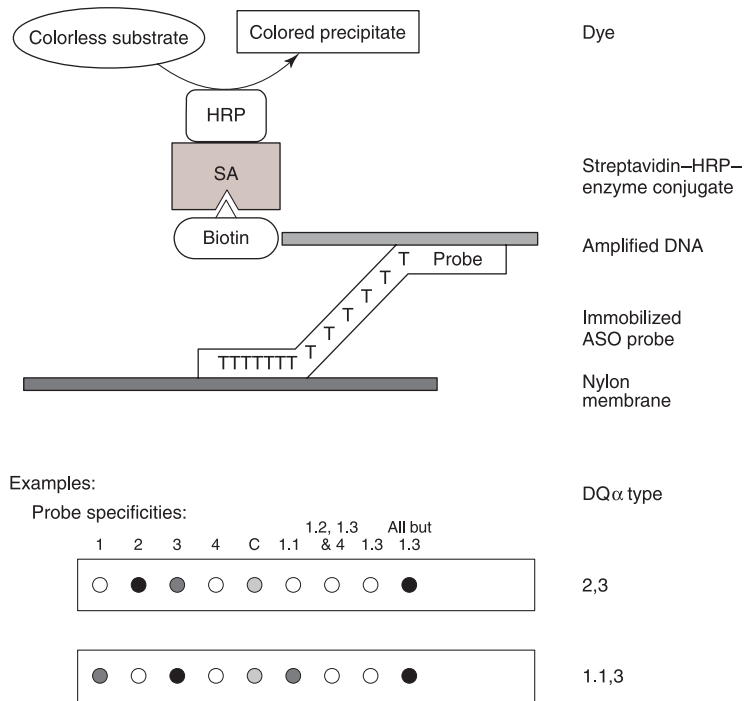 Colorless substrate
Colored precipitate
Dye
HRP
SA
Streptavidin–HRP–
enzyme conjugate
Biotin
Amplified DNA
T Probe
T
T
T
T
T
T
TTTTTTT
Immobilized
ASO probe
Nylon
membrane
Examples:
DQα type
Probe specificities:
1 2 3 4 C 1.1 1.2, 1.3 & 4 1.3 All but 1.3
2,3
1.1,3